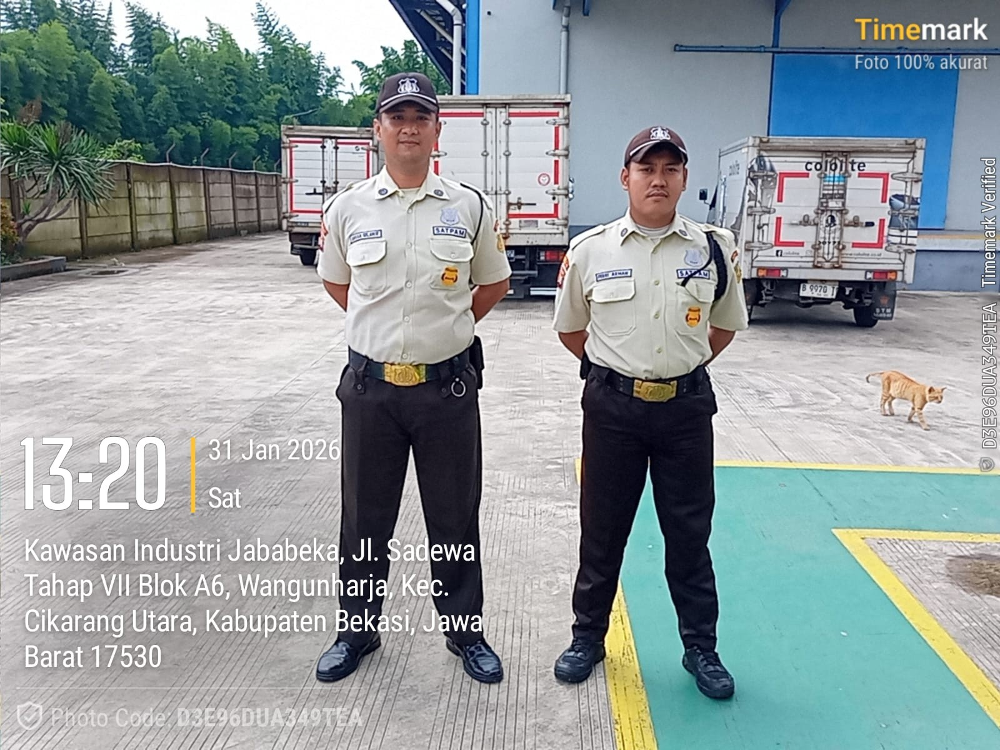 Timemark
Foto 100% akurat
SATPAM
SATPAM
colorite
B 9970 T
13:20
31 Jan 2026
Sat
Kawasan Industri Jababeka, Jl. Sadewa
Tahap VII Blok A6, Wangunharja, Kec.
Cikarang Utara, Kabupaten Bekasi, Jawa
Barat 17530
Photo Code: D3E96DUA349TEA
D3E96DUA349TEA Timemark Verified